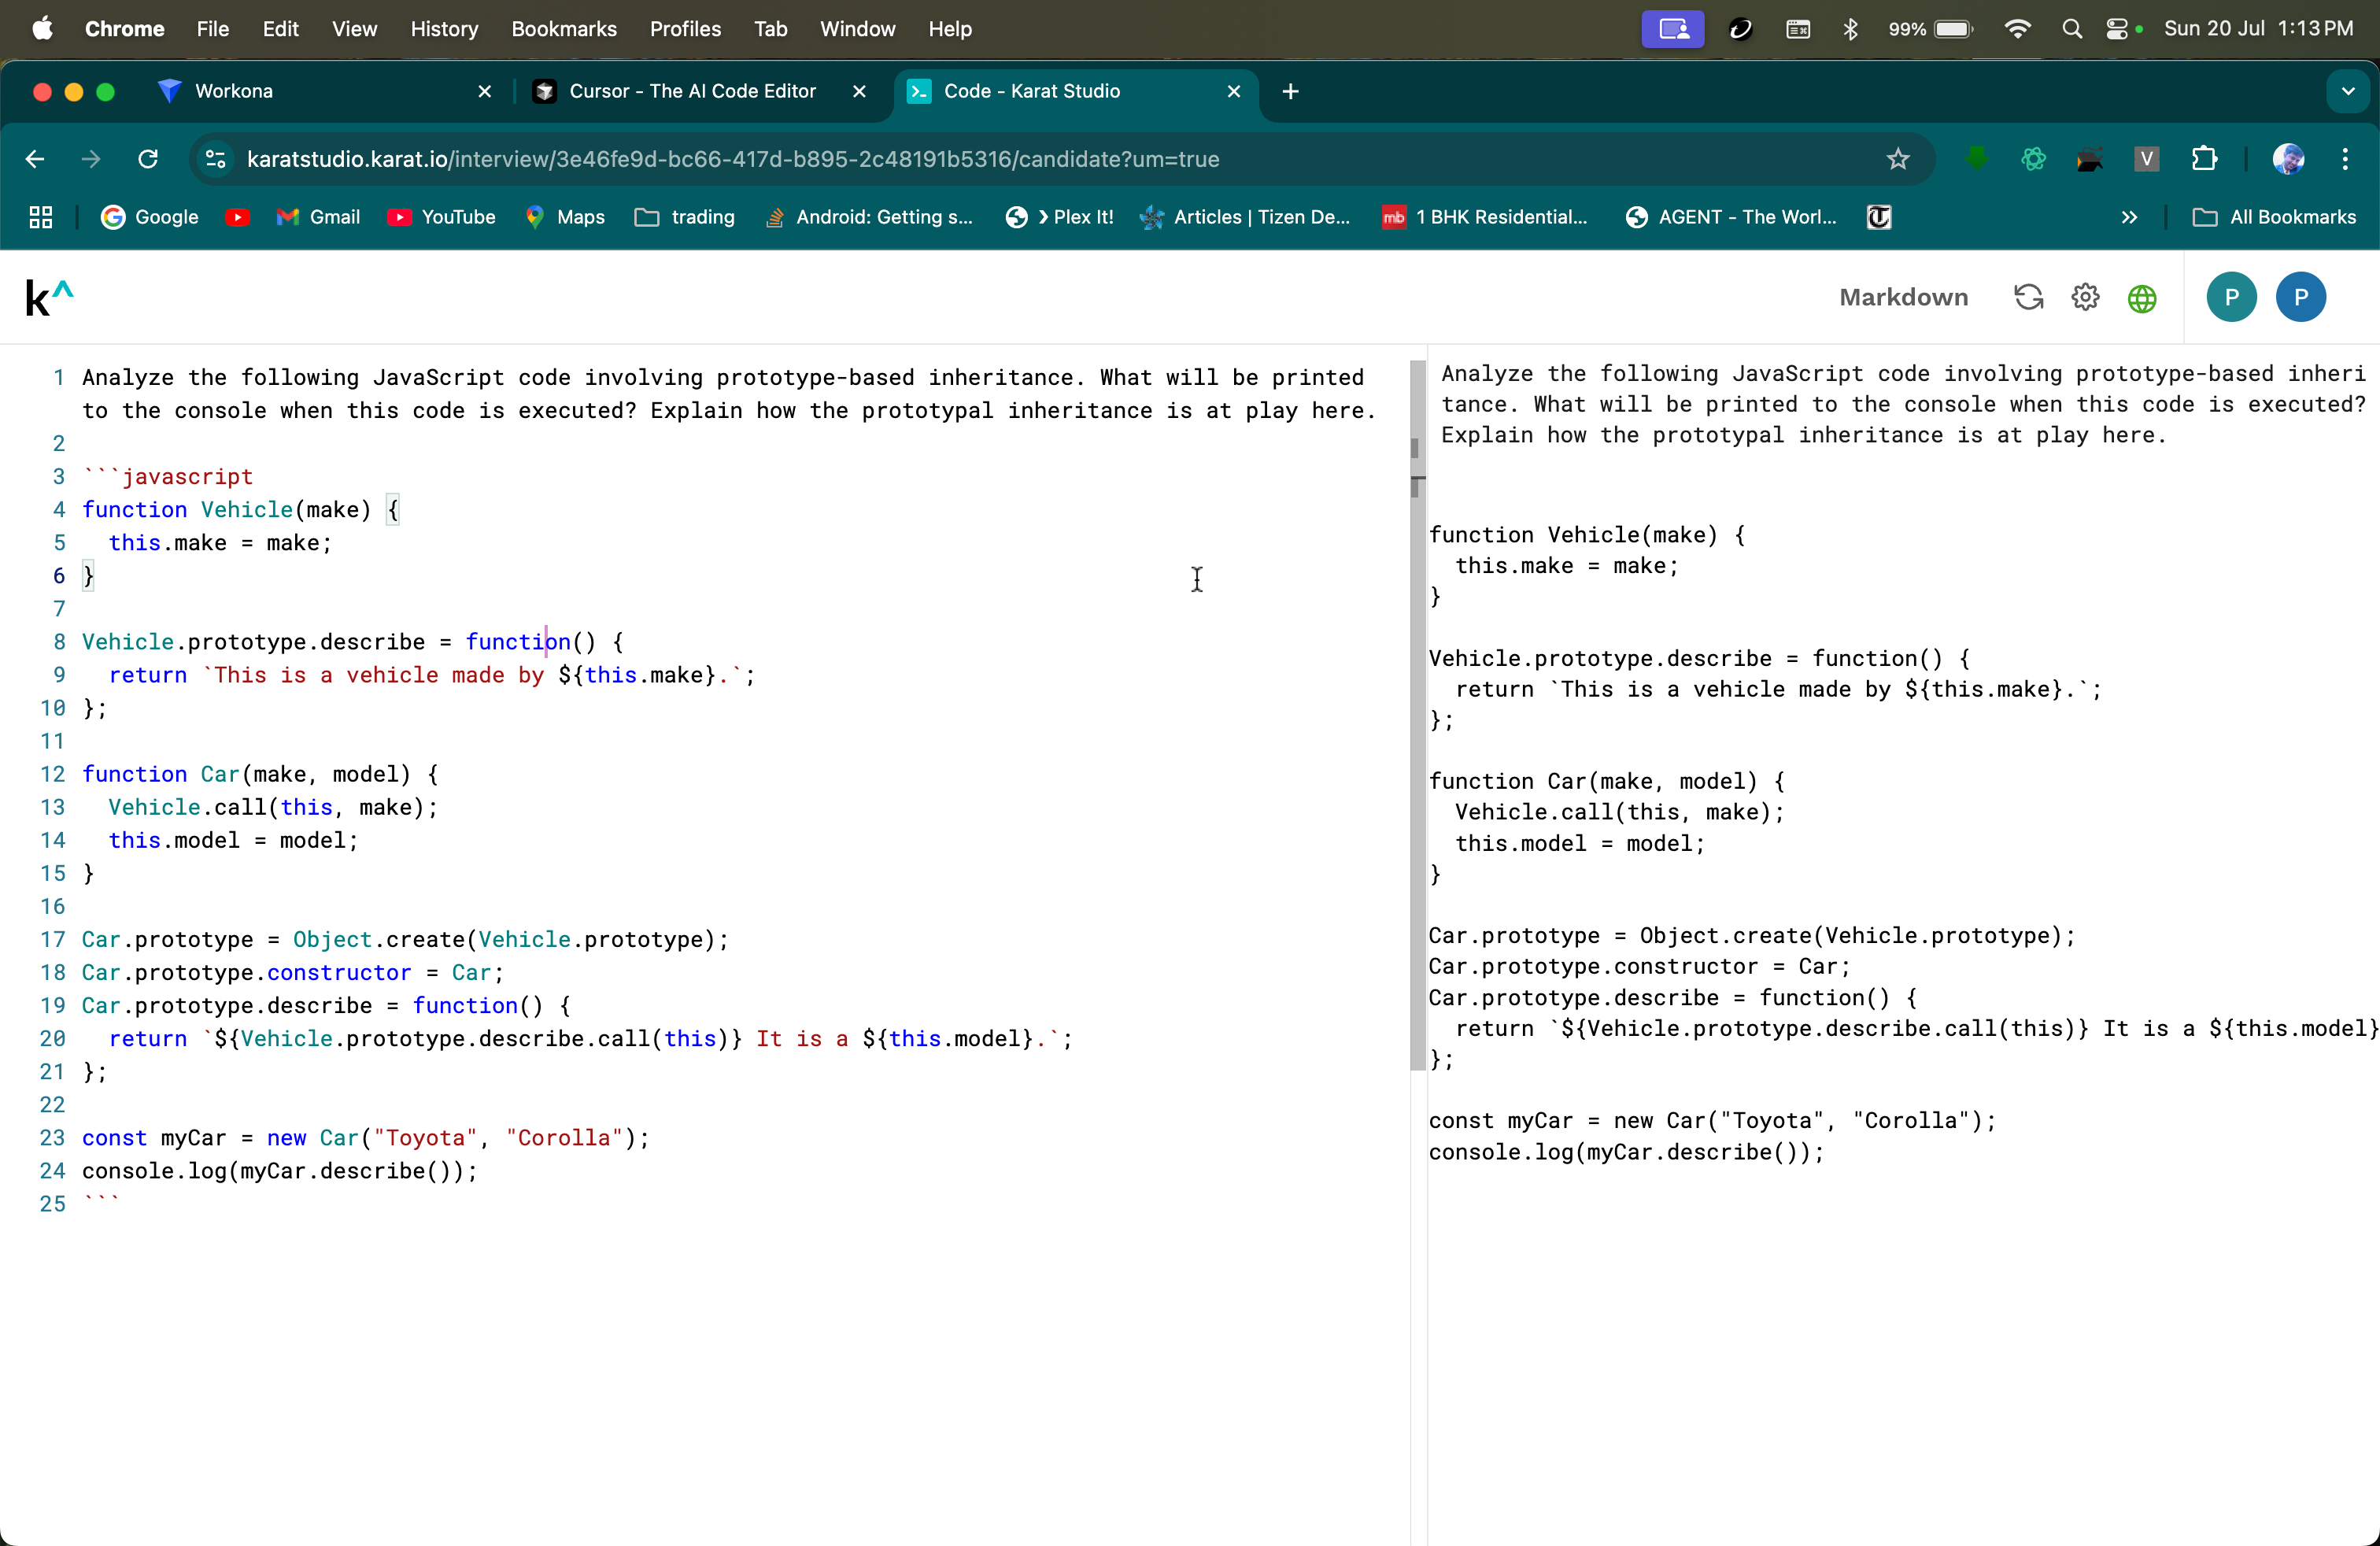 Chrome File Edit View History Bookmarks Profiles Tab Window Help 99% Sun 20 Jul 1:13 PM
Workona Cursor - The AI Code Editor Code - Karat Studio
karatstudio.karat.io/interview/3e46fe9d-bc66-417d-b895-2c48191b5316/candidate?um=true V
Google Gmail YouTube Maps trading Android: Getting s... › Plex It! Articles | Tizen De... mb 1 BHK Residential... AGENT - The Worl... » All Bookmarks
k^ Markdown P P
1 Analyze the following JavaScript code involving prototype-based inheritance. What will be printed
to the console when this code is executed? Explain how the prototypal inheritance is at play here.
2
3 ```javascript
4 function Vehicle(make) {
5 this.make = make;
6 }
7
8 Vehicle.prototype.describe = function() {
9 return `This is a vehicle made by ${this.make}.`;
10 };
11
12 function Car(make, model) {
13 Vehicle.call(this, make);
14 this.model = model;
15 }
16
17 Car.prototype = Object.create(Vehicle.prototype);
18 Car.prototype.constructor = Car;
19 Car.prototype.describe = function() {
20 return `${Vehicle.prototype.describe.call(this)} It is a ${this.model}.`;
21 };
22
23 const myCar = new Car("Toyota", "Corolla");
24 console.log(myCar.describe());
25 ```
Analyze the following JavaScript code involving prototype-based inheri
tance. What will be printed to the console when this code is executed?
Explain how the prototypal inheritance is at play here.
function Vehicle(make) {
this.make = make;
}
Vehicle.prototype.describe = function() {
return `This is a vehicle made by ${this.make}.`;
};
function Car(make, model) {
Vehicle.call(this, make);
this.model = model;
}
Car.prototype = Object.create(Vehicle.prototype);
Car.prototype.constructor = Car;
Car.prototype.describe = function() {
return `${Vehicle.prototype.describe.call(this)} It is a ${this.model}
};
const myCar = new Car("Toyota", "Corolla");
console.log(myCar.describe());